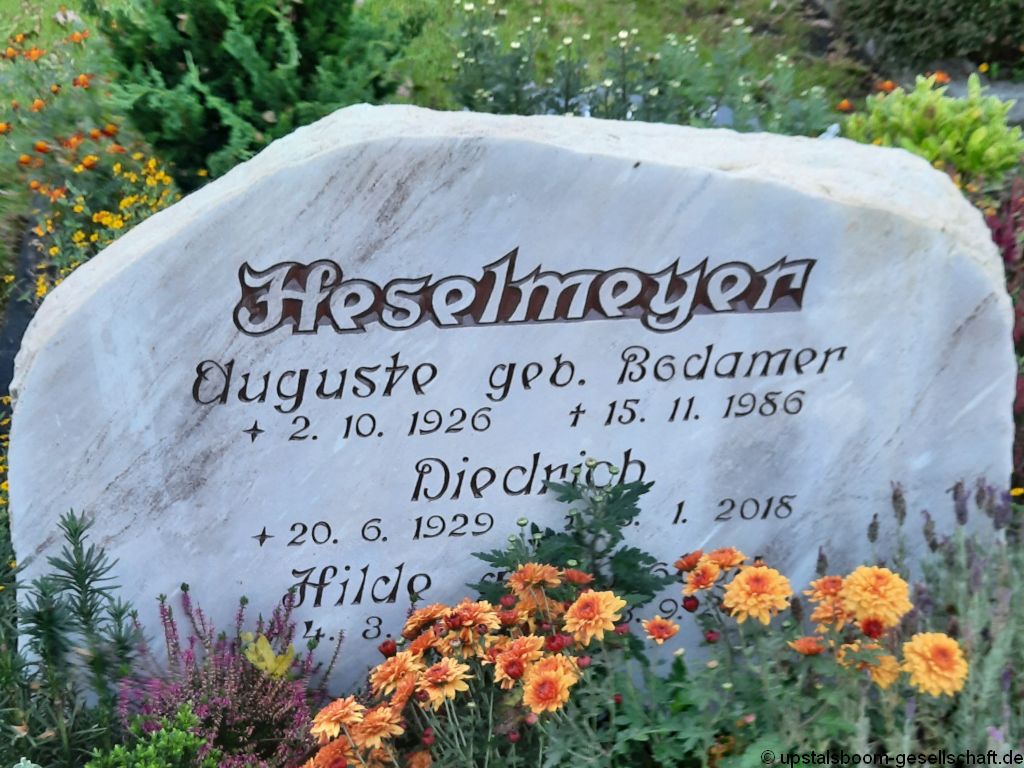 Heselmeyer
Auguste geb. Bodamer
✦ 2. 10. 1926 † 15. 11. 1986
Diedrich
✦ 20. 6. 1929 1. 2018
Hilde
4. 3.
© upstalsboom-gesellschaft.de